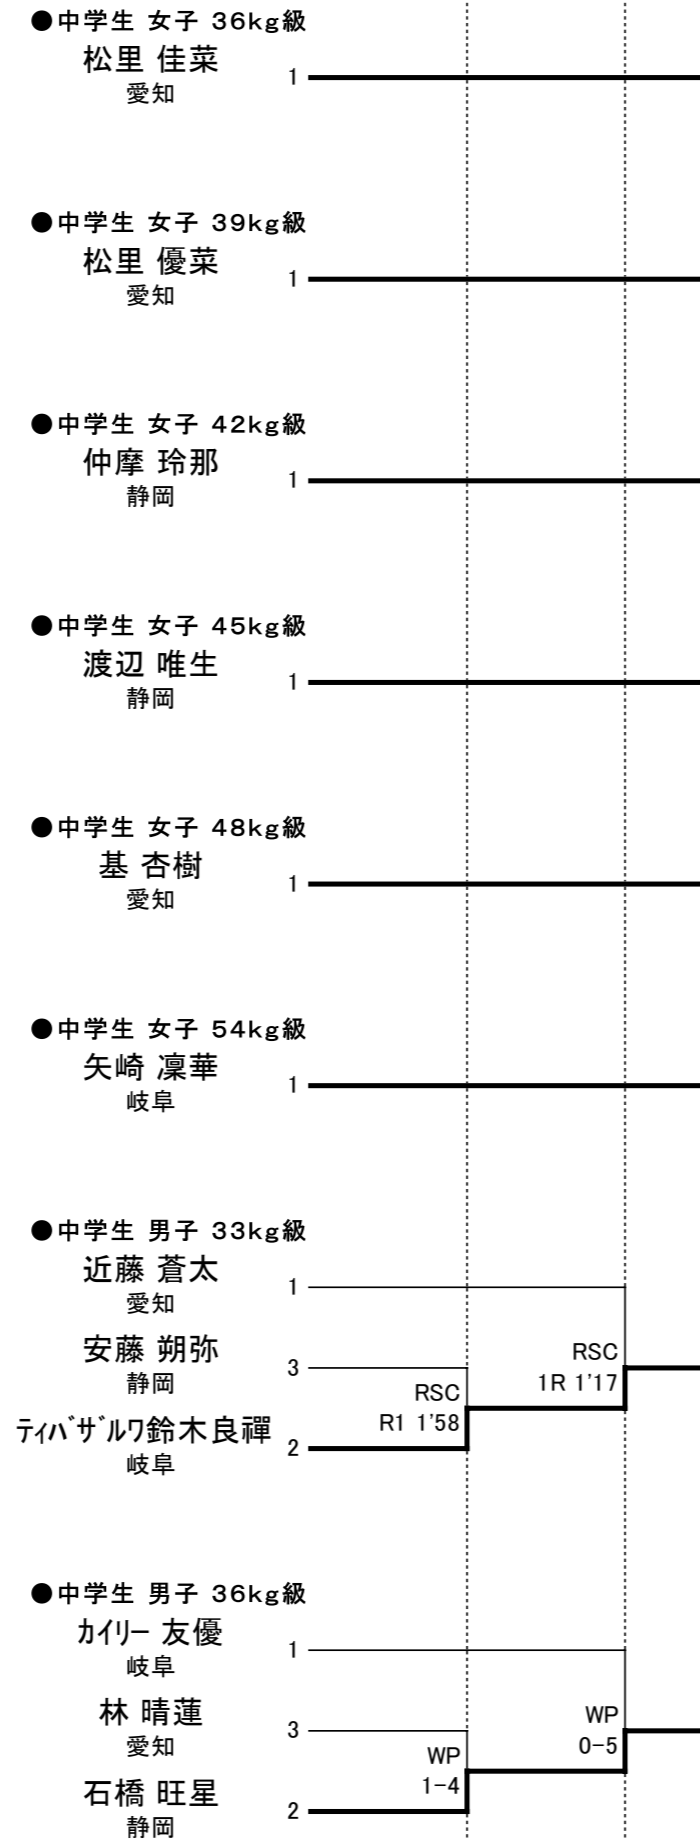 ●中学生 女子 36kg級
松里 佳菜
1
愛知
●中学生 女子 39kg級
松里 優菜
1
愛知
●中学生 女子 42kg級
仲摩 玲那
1
静岡
●中学生 女子 45kg級
渡辺 唯生
1
静岡
●中学生 女子 48kg級
基 杏樹
1
愛知
●中学生 女子 54kg級
矢崎 凜華
1
岐阜
●中学生 男子 33kg級
近藤 蒼太
1
愛知
安藤 朔弥
3
静岡
RSC
1R 1'17
RSC
R1 1'58
ティバザルワ鈴木良禪
2
岐阜
●中学生 男子 36kg級
カイリー 友優
1
岐阜
林 晴蓮
3
愛知
WP
0-5
WP
1-4
石橋 旺星
2
静岡